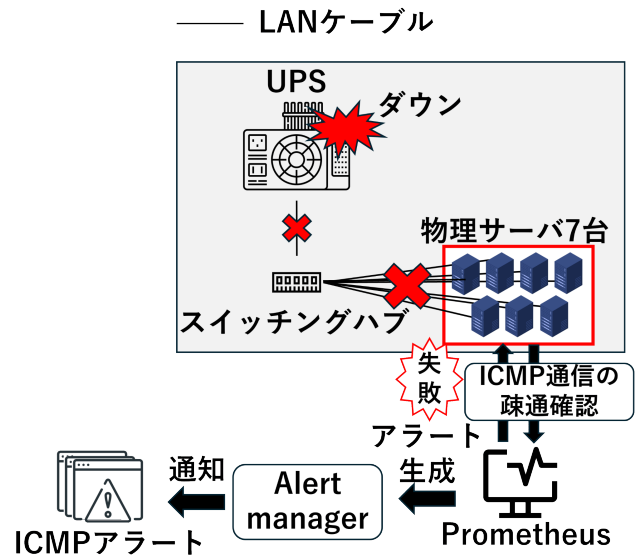 LANケーブル
UPS
ダウン
物理サーバ7台
スイッチングハブ
失
敗
ICMP通信の
疎通確認
アラート
生成
通知
Alert
manager
ICMPアラート
Prometheus